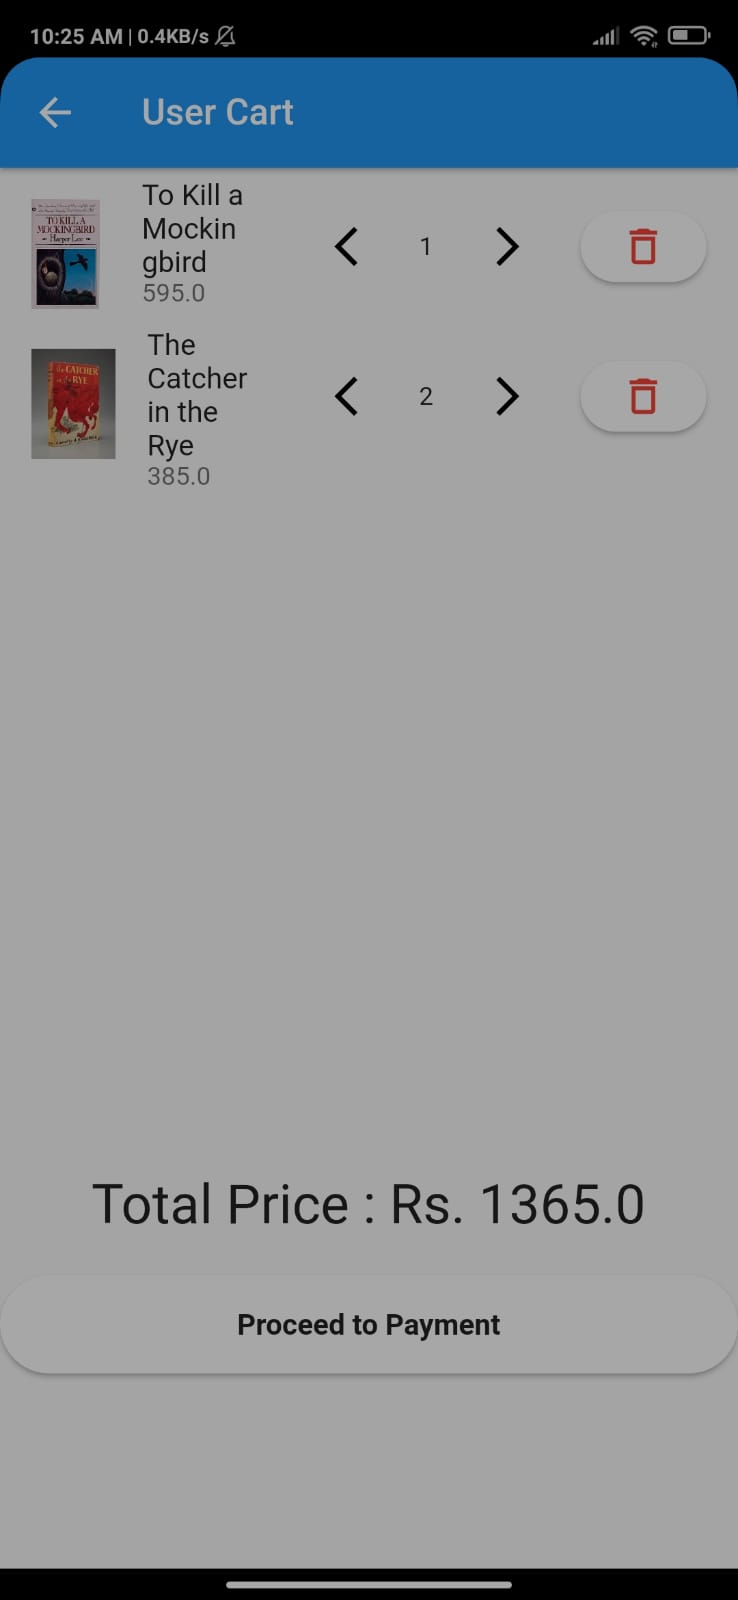 10:25 AM | 0.4KB/s
User Cart
To Kill a
Mockin
gbird
595.0
TO KILL A
MOCKINGBIRD
Harper Lee
1
The
Catcher
in the
Rye
385.0
the CATCHER
in the RYE
2
Total Price : Rs. 1365.0
Proceed to Payment